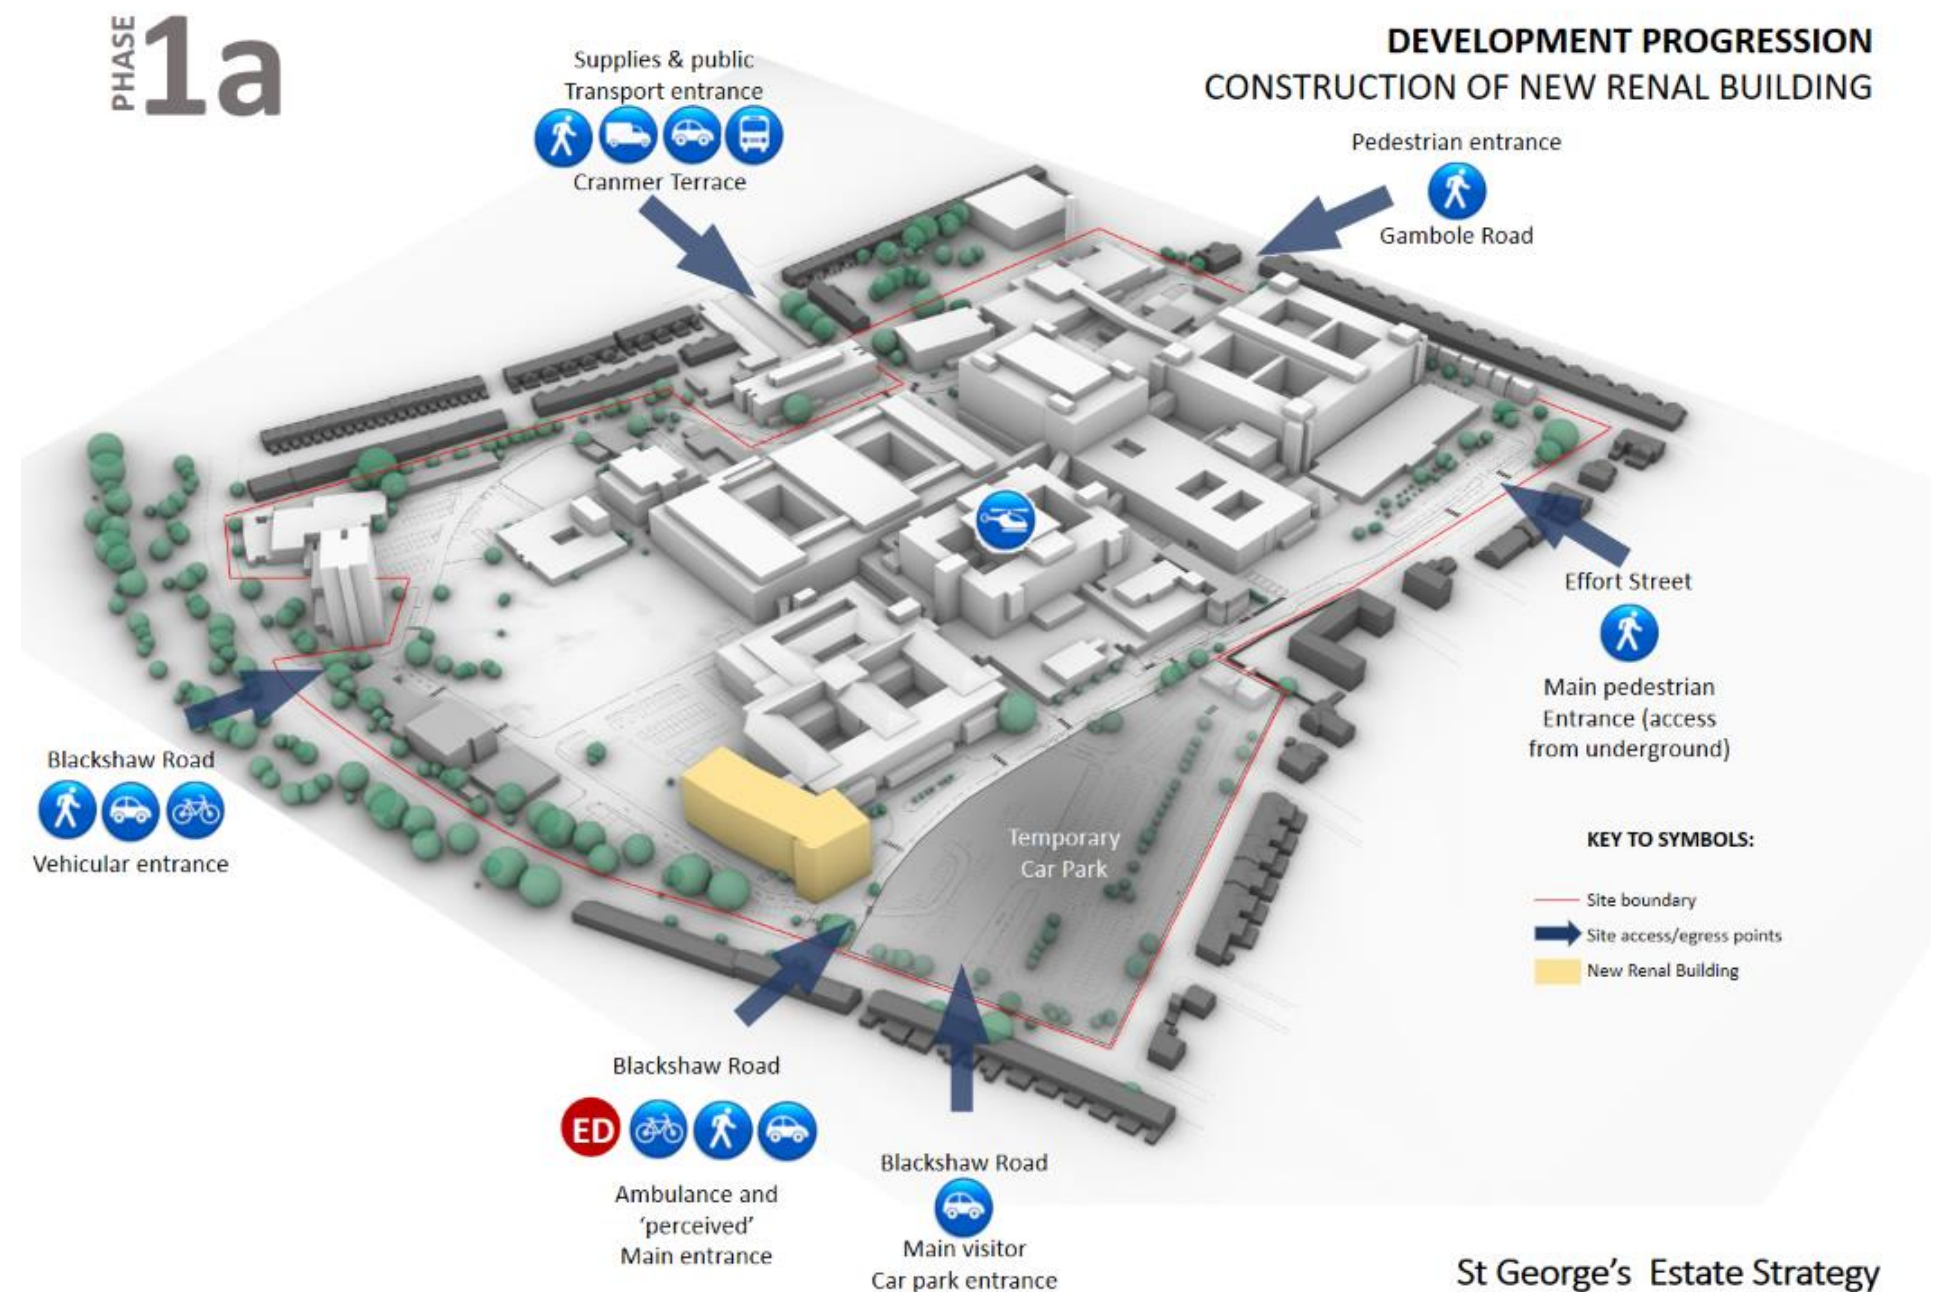 PHASE
1a
DEVELOPMENT PROGRESSION
CONSTRUCTION OF NEW RENAL BUILDING
Supplies & public
Transport entrance
Cranmer Terrace
Pedestrian entrance
Gambole Road
Effort Street
Main pedestrian
Entrance (access
from underground)
Blackshaw Road
Vehicular entrance
Temporary
Car Park
KEY TO SYMBOLS:
Site boundary
Site access/egress points
New Renal Building
Blackshaw Road
ED
Ambulance and
‘perceived’
Main entrance
Blackshaw Road
Main visitor
Car park entrance
St George’s Estate Strategy